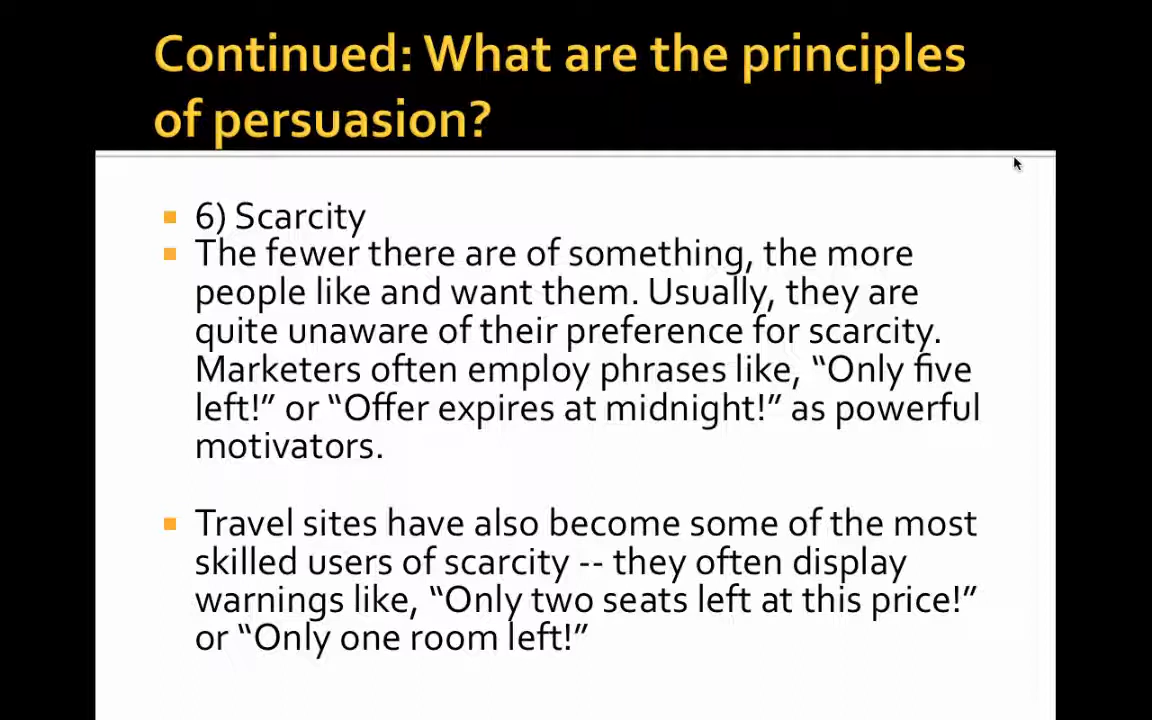 Continued: What are the principles
of persuasion?
6) Scarcity
The fewer there are of something, the more
people like and want them. Usually, they are
quite unaware of their preference for scarcity.
Marketers often employ phrases like, “Only five
left!” or “Offer expires at midnight!” as powerful
motivators.
Travel sites have also become some of the most
skilled users of scarcity -- they often display
warnings like, “Only two seats left at this price!”
or “Only one room left!”